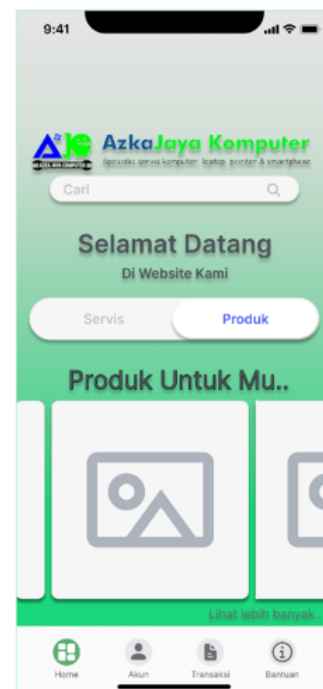 9:41
AzkaJaya Komputer
Spesialis servis komputer, laptop, printer & smartphone
Cari
Selamat Datang
Di Website Kami
Servis Produk
Produk Untuk Mu..
Lihat lebih banyak..
Home Akun Transaksi Bantuan